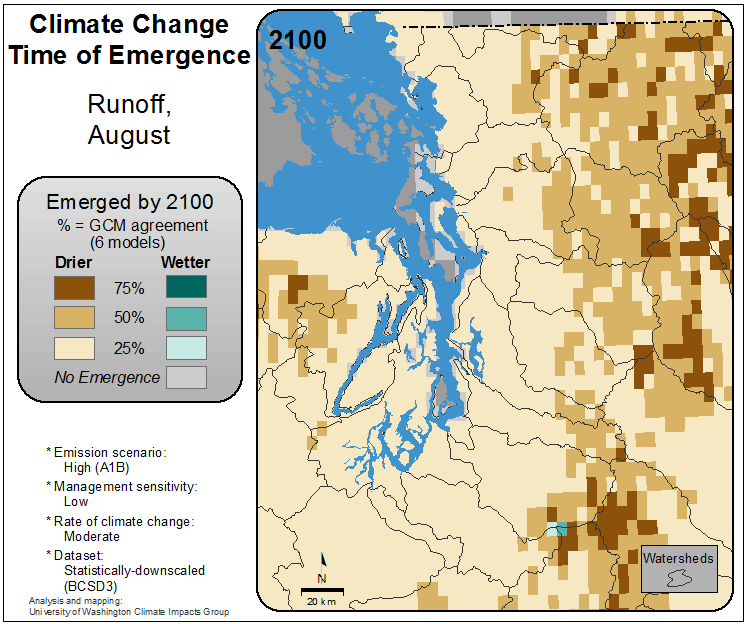 Climate Change
Time of Emergence
Runoff,
August
Emerged by 2100
% = GCM agreement
(6 models)
Drier Wetter
75%
50%
25%
No Emergence
* Emission scenario:
High (A1B)
* Management sensitivity:
Low
* Rate of climate change:
Moderate
* Dataset:
Statistically-downscaled
(BCSD3)
Analysis and mapping:
University of Washington Climate Impacts Group
2100
N
20 km
Watersheds